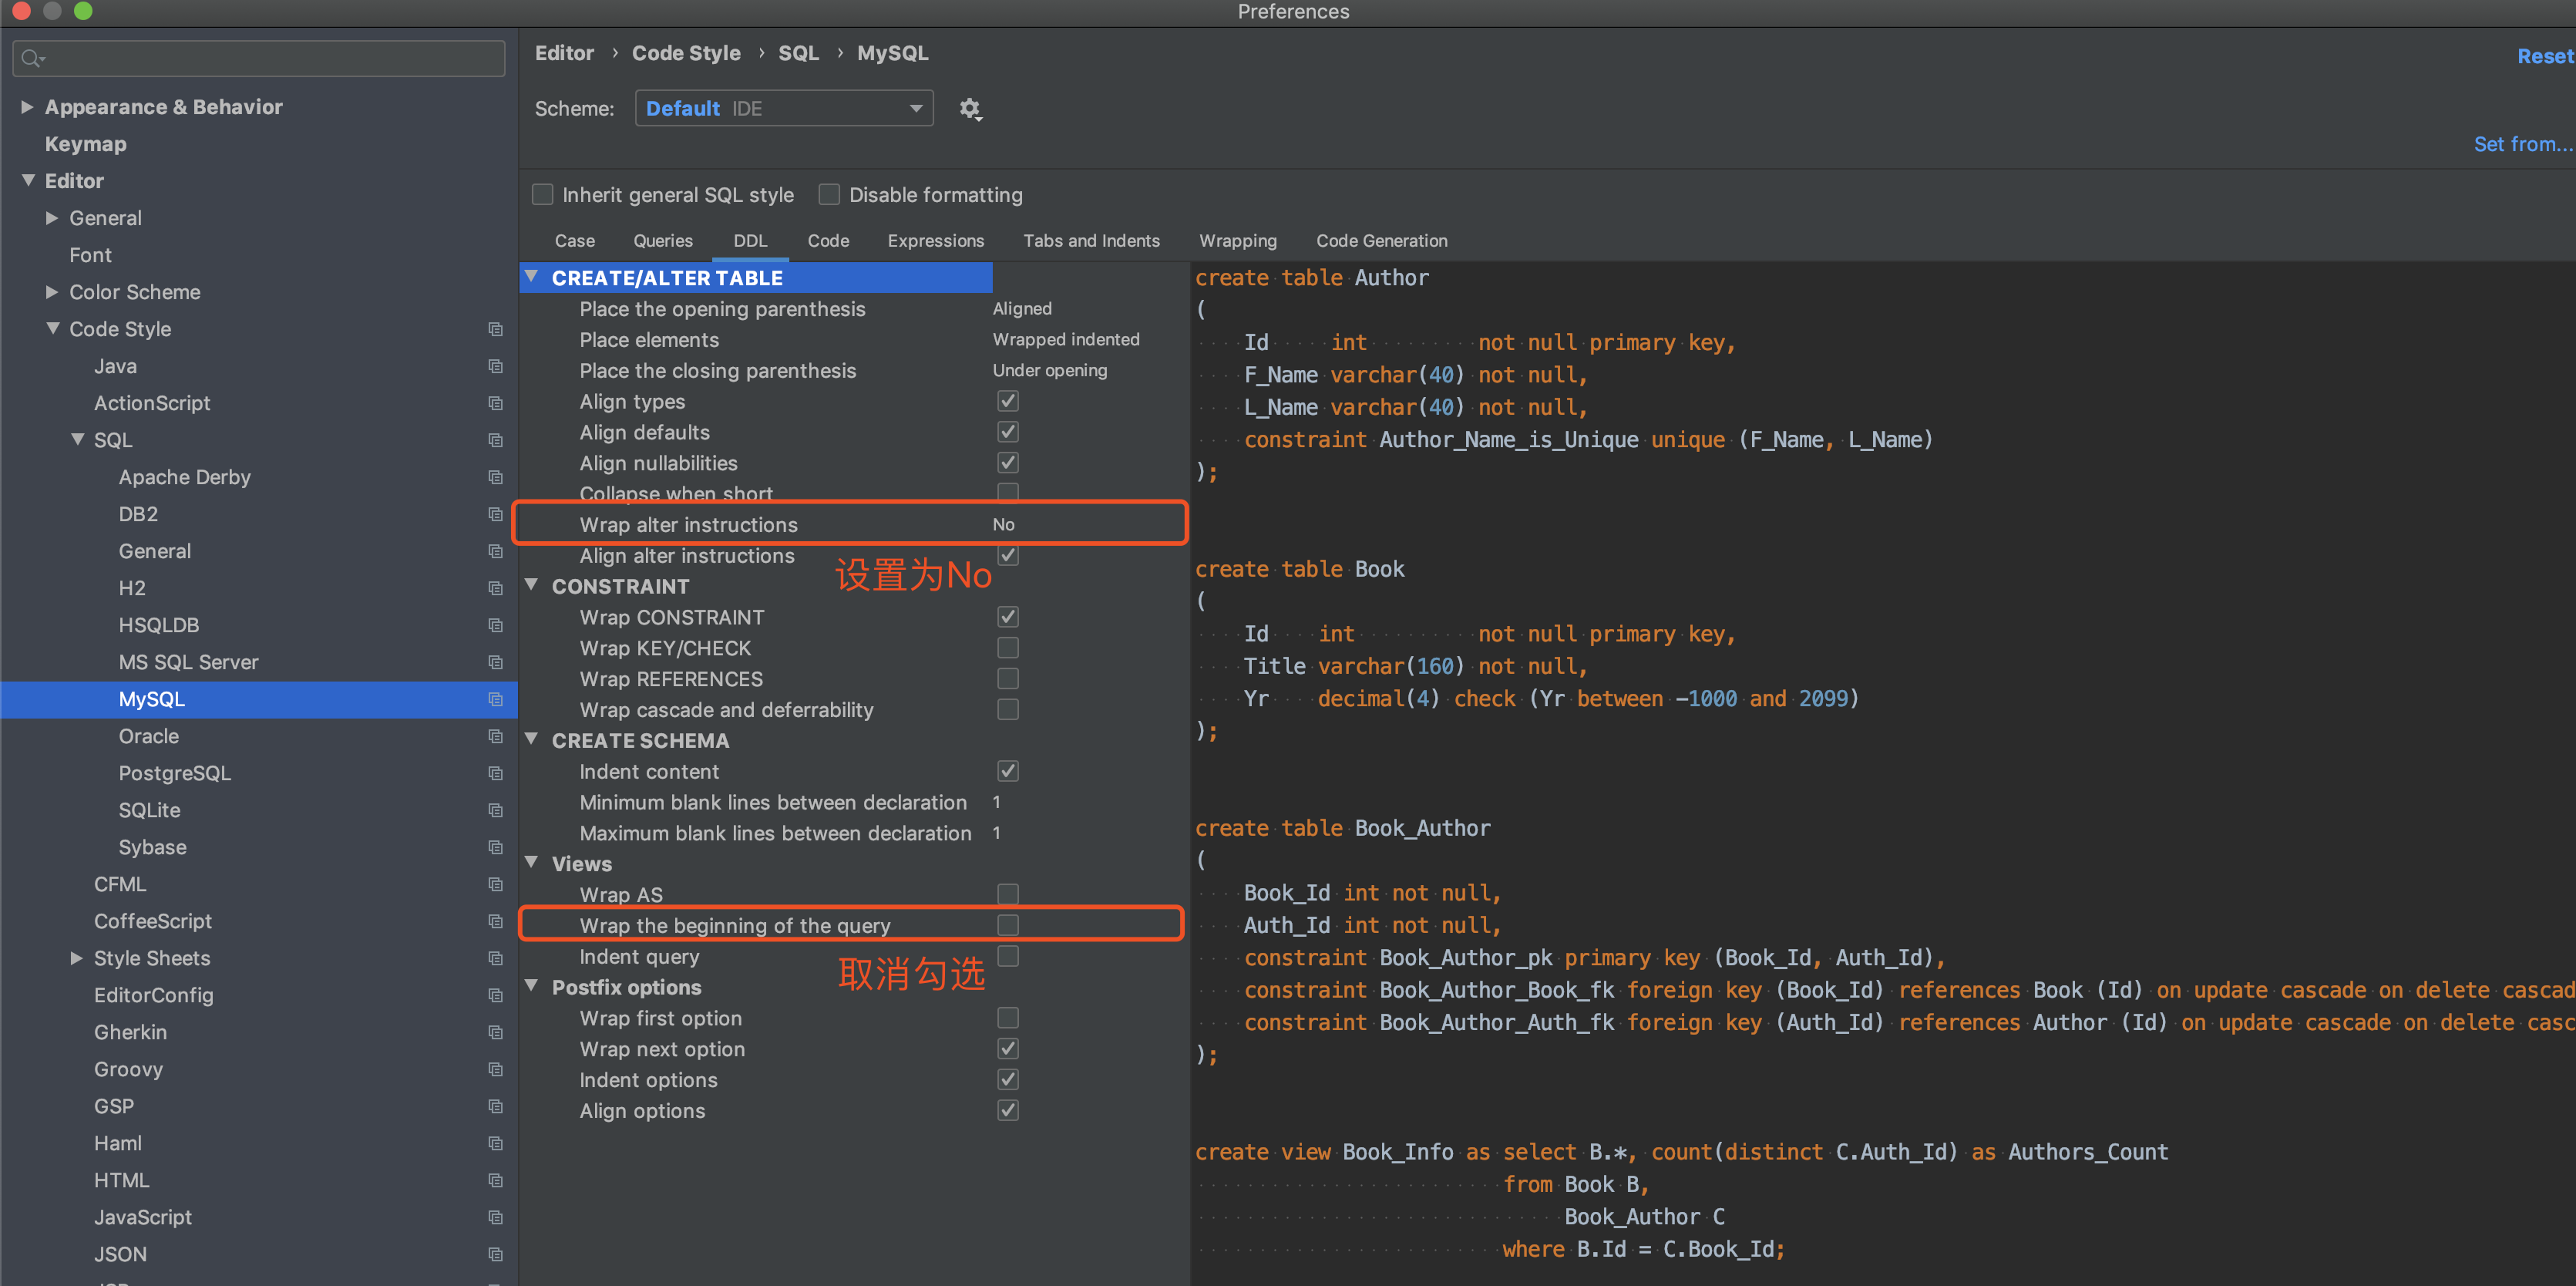 Preferences
Appearance & Behavior
Keymap
Editor
General
Font
Color Scheme
Code Style
Java
ActionScript
SQL
Apache Derby
DB2
General
H2
HSQLDB
MS SQL Server
MySQL
Oracle
PostgreSQL
SQLite
Sybase
CFML
CoffeeScript
Style Sheets
EditorConfig
Gherkin
Groovy
GSP
Haml
HTML
JavaScript
JSON
Editor › Code Style › SQL › MySQL
Reset
Scheme: Default IDE
Set from...
Inherit general SQL style Disable formatting
Case Queries DDL Code Expressions Tabs and Indents Wrapping Code Generation
CREATE/ALTER TABLE
Place the opening parenthesis Aligned
Place elements Wrapped indented
Place the closing parenthesis Under opening
Align types
Align defaults
Align nullabilities
Collapse when short
Wrap alter instructions No
Align alter instructions
设置为No
CONSTRAINT
Wrap CONSTRAINT
Wrap KEY/CHECK
Wrap REFERENCES
Wrap cascade and deferrability
CREATE SCHEMA
Indent content
Minimum blank lines between declaration 1
Maximum blank lines between declaration 1
Views
Wrap AS
Wrap the beginning of the query
Indent query
取消勾选
Postfix options
Wrap first option
Wrap next option
Indent options
Align options
create table Author
(
Id int not null primary key,
F_Name varchar(40) not null,
L_Name varchar(40) not null,
constraint Author_Name_is_Unique unique (F_Name, L_Name)
);
create table Book
(
Id int not null primary key,
Title varchar(160) not null,
Yr decimal(4) check (Yr between -1000 and 2099)
);
create table Book_Author
(
Book_Id int not null,
Auth_Id int not null,
constraint Book_Author_pk primary key (Book_Id, Auth_Id),
constraint Book_Author_Book_fk foreign key (Book_Id) references Book (Id) on update cascade on delete cascad
constraint Book_Author_Auth_fk foreign key (Auth_Id) references Author (Id) on update cascade on delete casc
);
create view Book_Info as select B.*, count(distinct C.Auth_Id) as Authors_Count
from Book B,
Book_Author C
where B.Id = C.Book_Id;